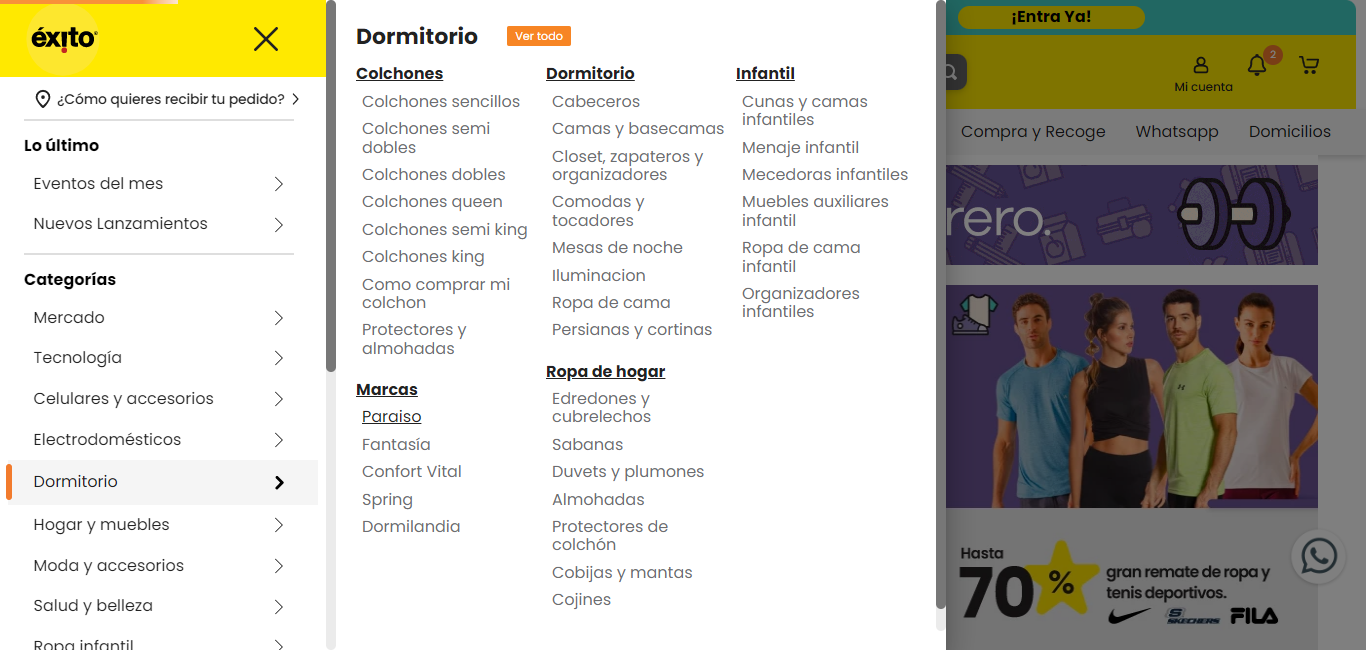 éxito
¿Cómo quieres recibir tu pedido?
Lo último
Eventos del mes
Nuevos Lanzamientos
Categorías
Mercado
Tecnología
Celulares y accesorios
Electrodomésticos
Dormitorio
Hogar y muebles
Moda y accesorios
Salud y belleza
Ropa infantil
Dormitorio
Ver todo
Colchones
Colchones sencillos
Colchones semi
dobles
Colchones dobles
Colchones queen
Colchones semi king
Colchones king
Como comprar mi
colchon
Protectores y
almohadas
Marcas
Paraiso
Fantasía
Confort Vital
Spring
Dormilandia
Dormitorio
Cabeceros
Camas y basecamas
Closet, zapateros y
organizadores
Comodas y
tocadores
Mesas de noche
Iluminacion
Ropa de cama
Persianas y cortinas
Ropa de hogar
Edredones y
cubrelechos
Sabanas
Duvets y plumones
Almohadas
Protectores de
colchón
Cobijas y mantas
Cojines
Infantil
Cunas y camas
infantiles
Menaje infantil
Mecedoras infantiles
Muebles auxiliares
infantil
Ropa de cama
infantil
Organizadores
infantiles
¡Entra Ya!
Mi cuenta
2
Compra y Recoge
Whatsapp
Domicilios
rero.
Hasta
70%
gran remate de ropa y
tenis deportivos.
SKECHERS
FILA